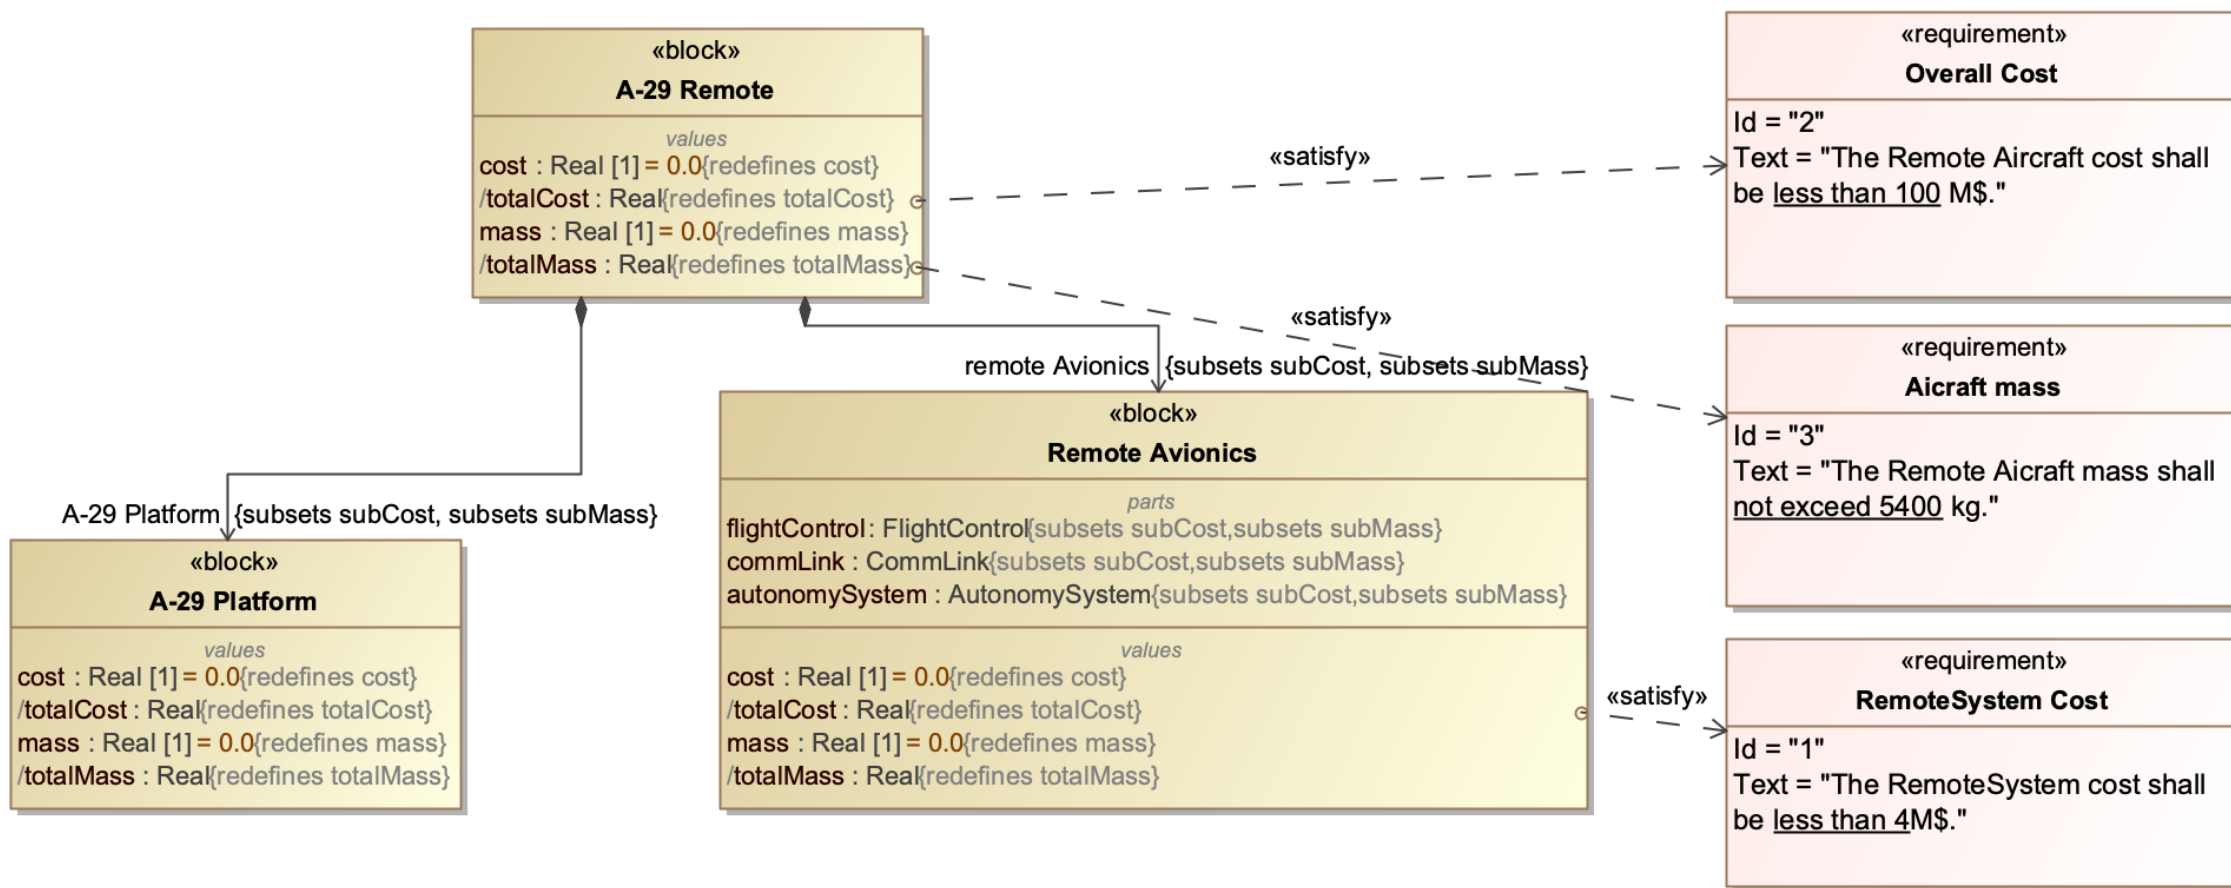 «block»
A-29 Remote
values
cost : Real [1] = 0.0{redefines cost}
/totalCost : Real{redefines totalCost}
mass : Real [1] = 0.0{redefines mass}
/totalMass : Real{redefines totalMass}
«satisfy»
«requirement»
Overall Cost
Id = "2"
Text = "The Remote Aircraft cost shall
be less than 100 M$."
«satisfy»
remote Avionics {subsets subCost, subsets subMass}
«requirement»
Aicraft mass
Id = "3"
Text = "The Remote Aicraft mass shall
not exceed 5400 kg."
A-29 Platform {subsets subCost, subsets subMass}
«block»
A-29 Platform
values
cost : Real [1] = 0.0{redefines cost}
/totalCost : Real{redefines totalCost}
mass : Real [1] = 0.0{redefines mass}
/totalMass : Real{redefines totalMass}
«block»
Remote Avionics
parts
flightControl : FlightControl{subsets subCost,subsets subMass}
commLink : CommLink{subsets subCost,subsets subMass}
autonomySystem : AutonomySystem{subsets subCost,subsets subMass}
values
cost : Real [1] = 0.0{redefines cost}
/totalCost : Real{redefines totalCost}
mass : Real [1] = 0.0{redefines mass}
/totalMass : Real{redefines totalMass}
«satisfy»
«requirement»
RemoteSystem Cost
Id = "1"
Text = "The RemoteSystem cost shall
be less than 4M$."